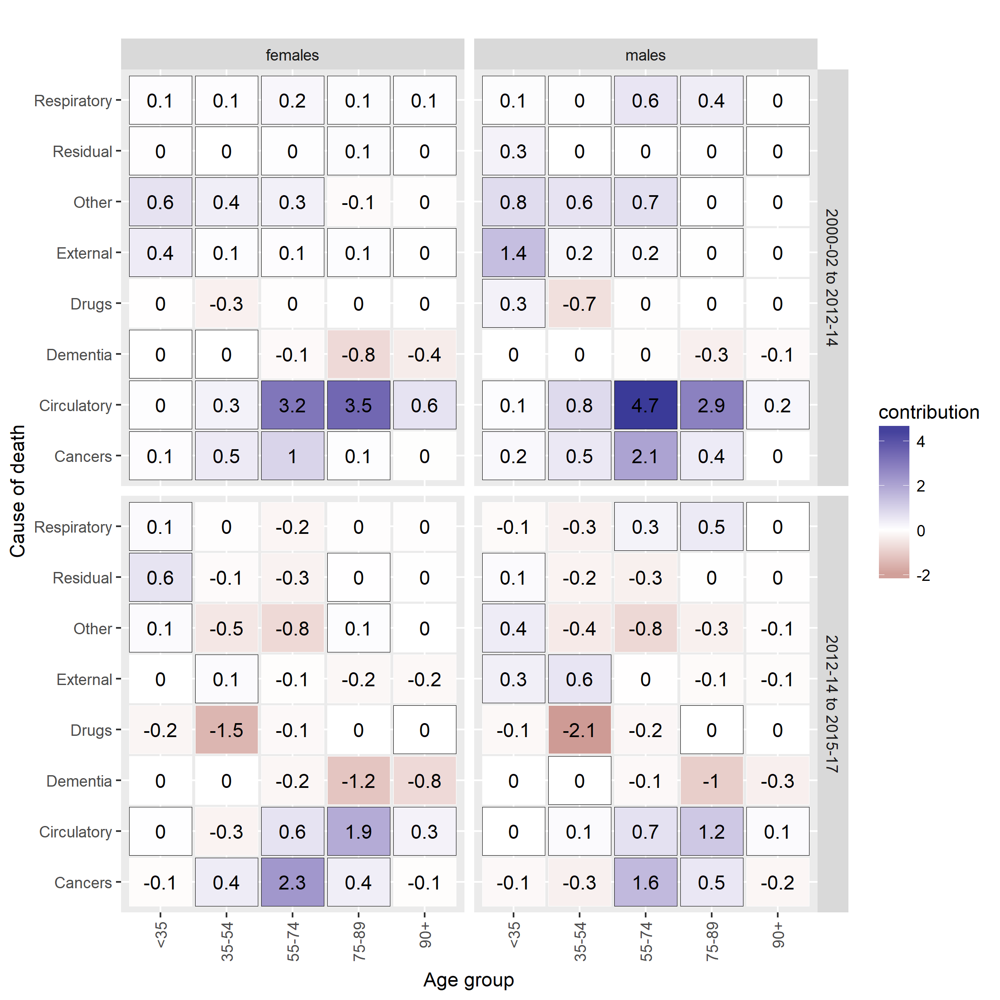 females males
Respiratory 0.1 0.1 0.2 0.1 0.1 0.1 0 0.6 0.4 0
Residual 0 0 0 0.1 0 0.3 0 0 0 0
Other 0.6 0.4 0.3 -0.1 0 0.8 0.6 0.7 0 0
External 0.4 0.1 0.1 0.1 0 1.4 0.2 0.2 0 0
Drugs 0 -0.3 0 0 0 0.3 -0.7 0 0 0
Dementia 0 0 -0.1 -0.8 -0.4 0 0 0 -0.3 -0.1
Circulatory 0 0.3 3.2 3.5 0.6 0.1 0.8 4.7 2.9 0.2
Cancers 0.1 0.5 1 0.1 0 0.2 0.5 2.1 0.4 0
2000-02 to 2012-14
Respiratory 0.1 0 -0.2 0 0 -0.1 -0.3 0.3 0.5 0
Residual 0.6 -0.1 -0.3 0 0 0.1 -0.2 -0.3 0 0
Other 0.1 -0.5 -0.8 0.1 0 0.4 -0.4 -0.8 -0.3 -0.1
External 0 0.1 -0.1 -0.2 -0.2 0.3 0.6 0 -0.1 -0.1
Drugs -0.2 -1.5 -0.1 0 0 -0.1 -2.1 -0.2 0 0
Dementia 0 0 -0.2 -1.2 -0.8 0 0 -0.1 -1 -0.3
Circulatory 0 -0.3 0.6 1.9 0.3 0 0.1 0.7 1.2 0.1
Cancers -0.1 0.4 2.3 0.4 -0.1 -0.1 -0.3 1.6 0.5 -0.2
2012-14 to 2015-17
<35 35-54 55-74 75-89 90+ <35 35-54 55-74 75-89 90+
Age group
Cause of death
contribution
4
2
0
-2